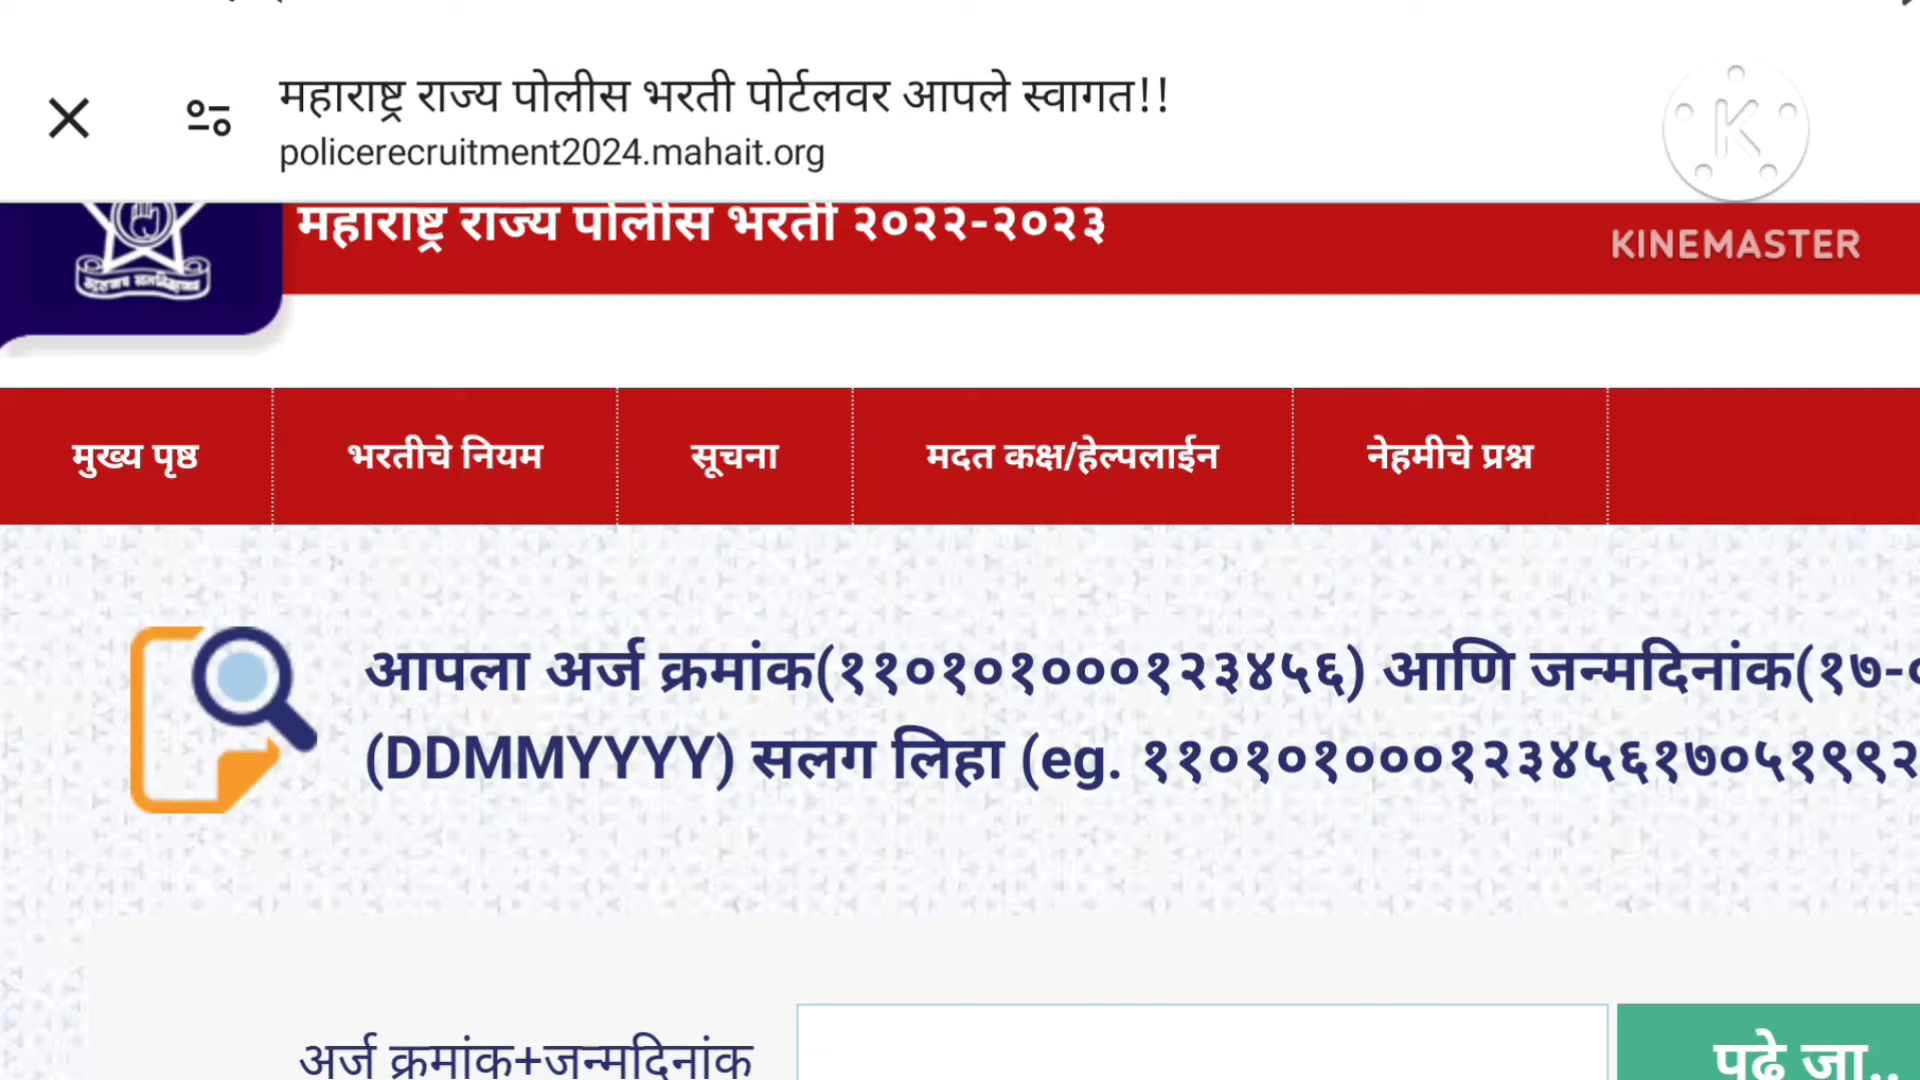 महाराष्ट्र राज्य पोलीस भरती पोर्टलवर आपले स्वागत!!
policerecruitment2024.mahait.org
महाराष्ट्र राज्य पोलीस भरती २०२२-२०२३
KINEMASTER
मुख्य पृष्ठ भरतीचे नियम सूचना मदत कक्ष/हेल्पलाईन नेहमीचे प्रश्न
आपला अर्ज क्रमांक(११०१०१०००१२३४५६) आणि जन्मदिनांक(१७-
(DDMMYYYY) सलग लिहा (eg. ११०१०१०००१२३४५६१७०५१९९२
अर्ज क्रमांक+जन्मदिनांक
पुढे जा..